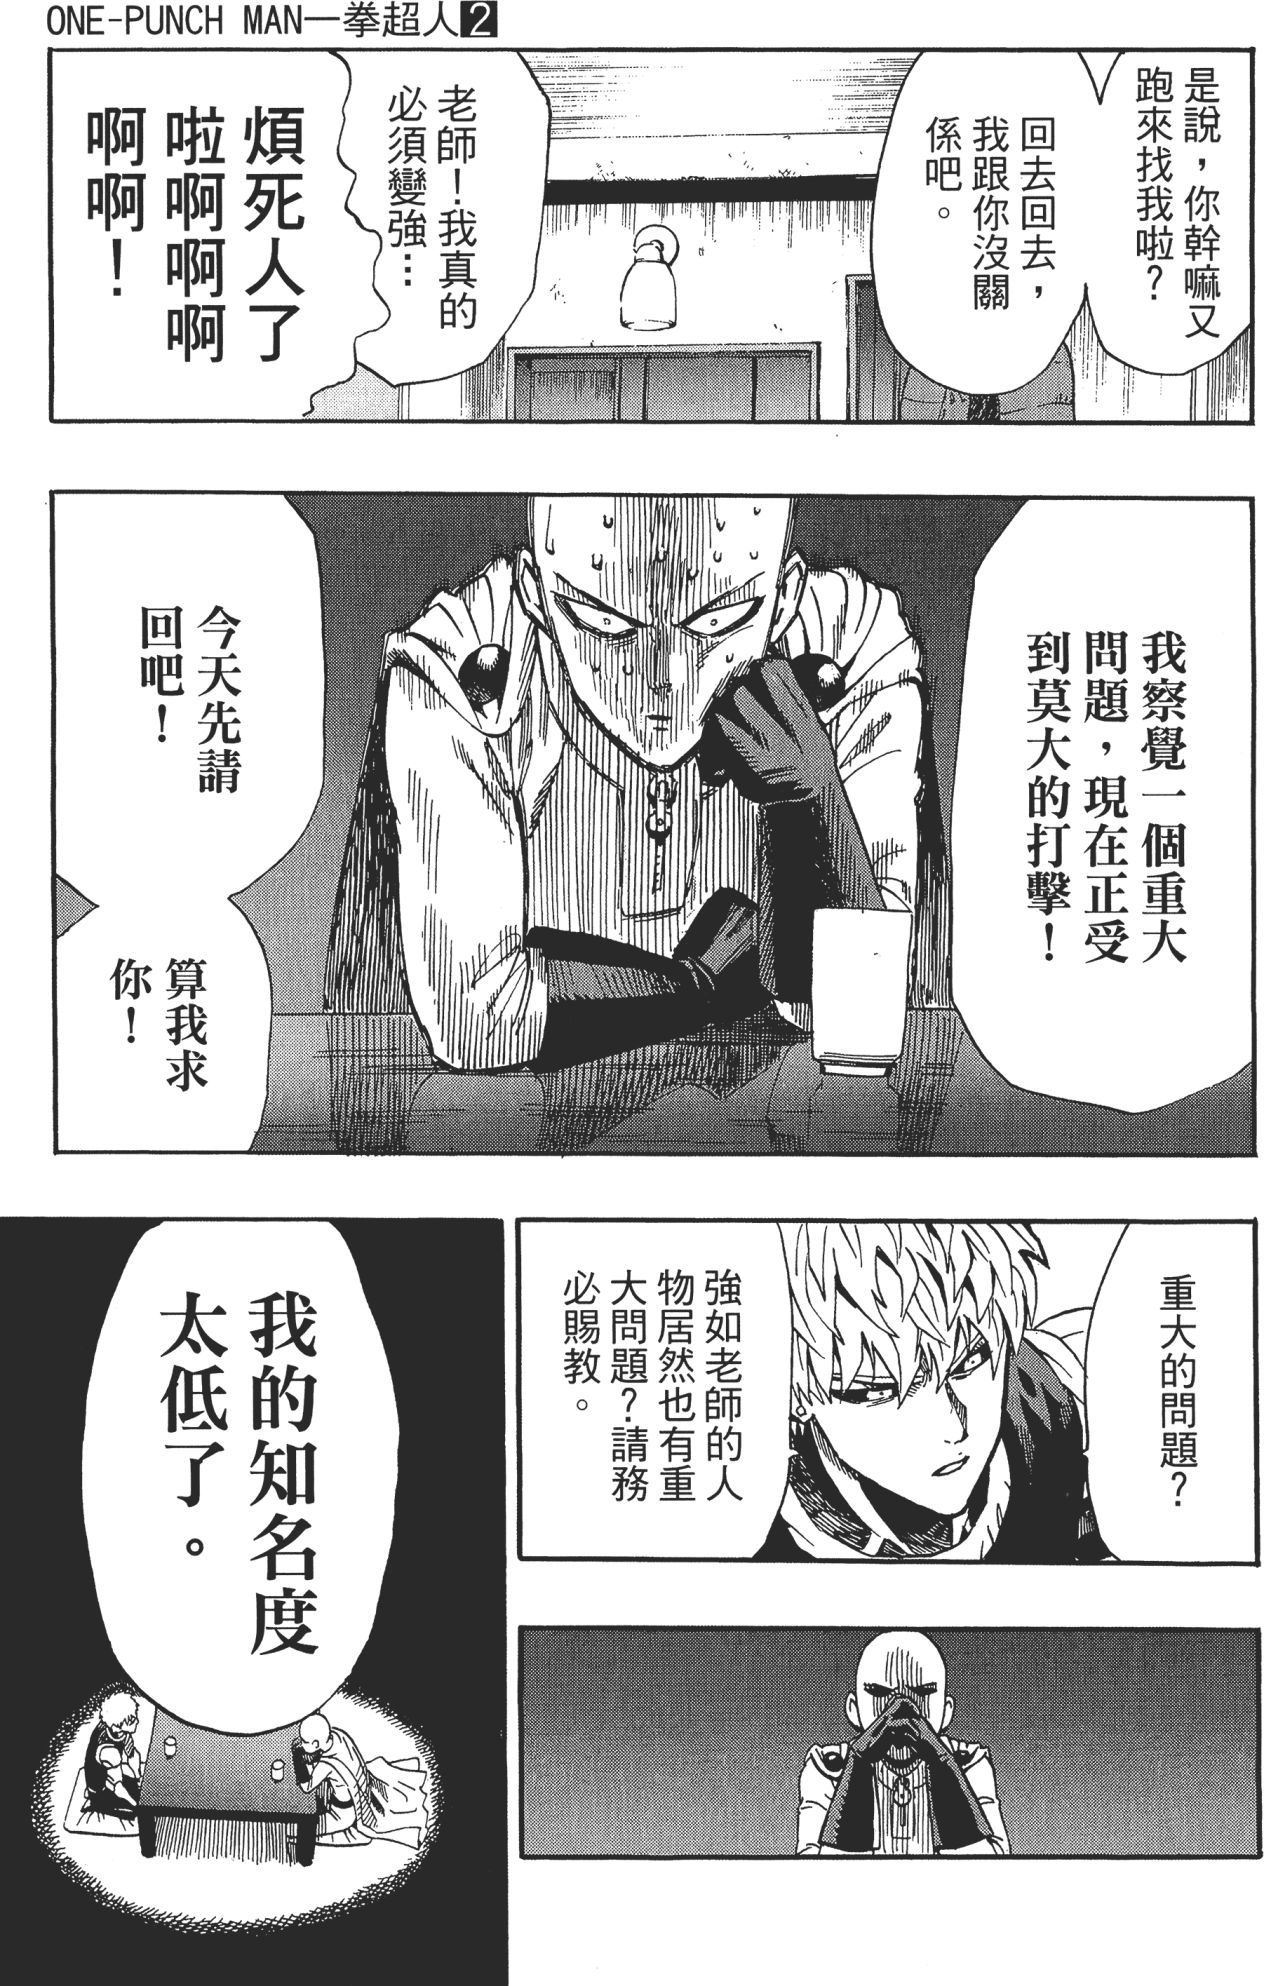 ONE-PUNCH MAN一拳超人2
是說，你幹嘛又
跑來找我啦？
回去回去，
我跟你沒關
係吧。
老師！我真的
必須變強…
煩死人了
啦啊啊啊
啊啊！
我察覺一個重大
問題，現在正受
到莫大的打擊！
今天先請
回吧！
算我求
你！
重大的問題？
強如老師的人
物居然也有重
大問題？請務
必賜教。
我的知名度
太低了。